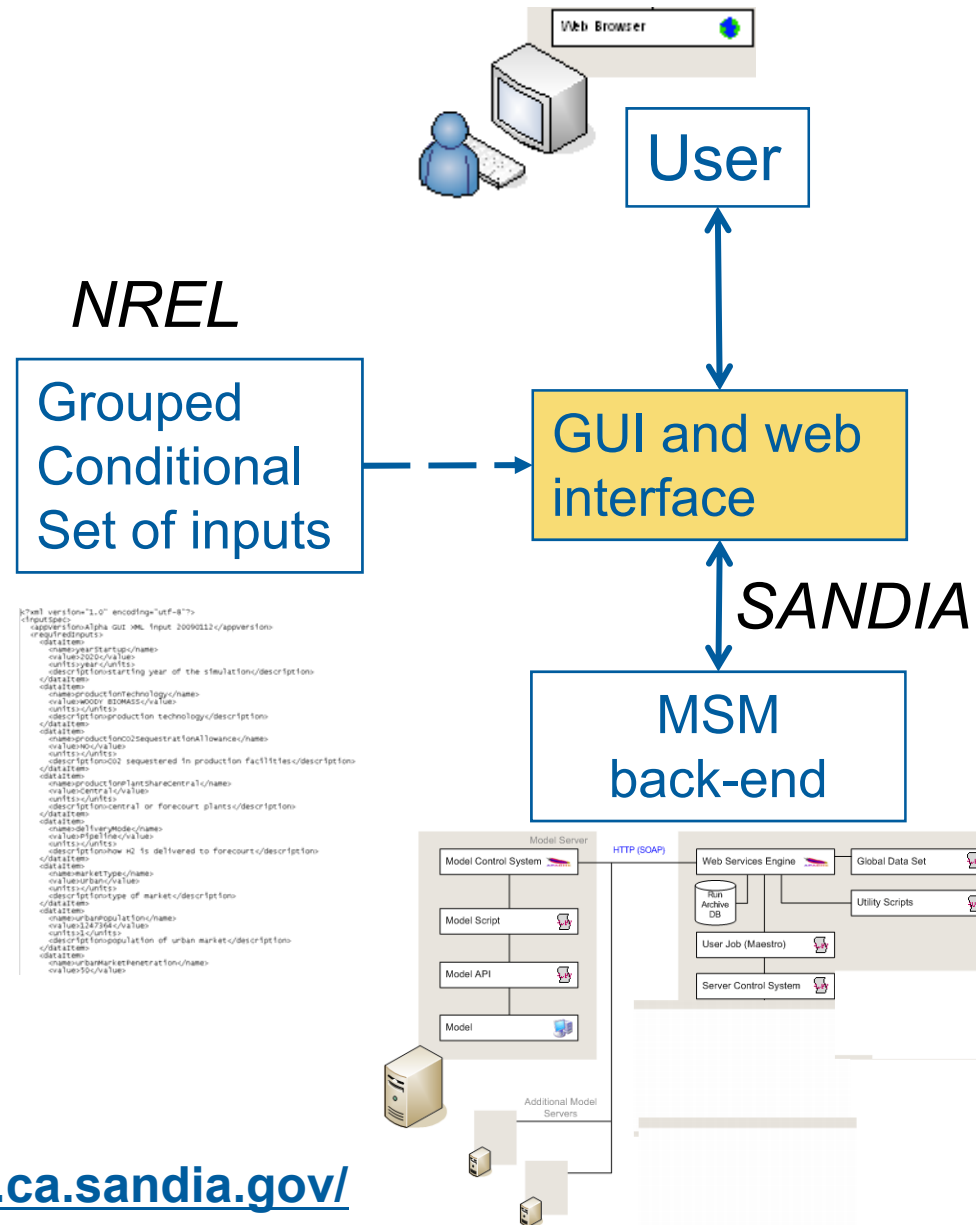 Web Browser
User
NREL
Grouped
Conditional
Set of inputs
GUI and web
interface
SANDIA
MSM
back-end
<?xml version="1.0" encoding="utf-8"?>
<inputSpec>
<appversion>Alpha GUI XML input 20090112</appversion>
<requiredInputs>
<dataItem>
<name>yearStartup</name>
<value>2020</value>
<units>year</units>
<description>starting year of the simulation</description>
</dataItem>
<dataItem>
<name>productionTechnology</name>
<value>WOODY BIOMASS</value>
<units></units>
<description>production technology</description>
</dataItem>
<dataItem>
<name>productionCO2SequestrationAllowance</name>
<value>NO</value>
<units></units>
<description>CO2 sequestered in production facilities</description>
</dataItem>
<dataItem>
<name>productionPlantShareCentral</name>
<value>Central</value>
<units></units>
<description>central or forecourt plants</description>
</dataItem>
<dataItem>
<name>deliveryMode</name>
<value>Pipeline</value>
<units></units>
<description>how H2 is delivered to forecourt</description>
</dataItem>
<dataItem>
<name>marketType</name>
<value>urban</value>
<units></units>
<description>type of market</description>
</dataItem>
<dataItem>
<name>urbanPopulation</name>
<value>1247364</value>
<units>1</units>
<description>population of urban market</description>
</dataItem>
<dataItem>
<name>urbanMarketPenetration</name>
<value>50</value>
Model Server
Model Control System
Model Script
Model API
Model
HTTP (SOAP)
Web Services Engine
Global Data Set
Run
Archive
DB
Utility Scripts
User Job (Maestro)
Server Control System
Additional Model
Servers
.ca.sandia.gov/